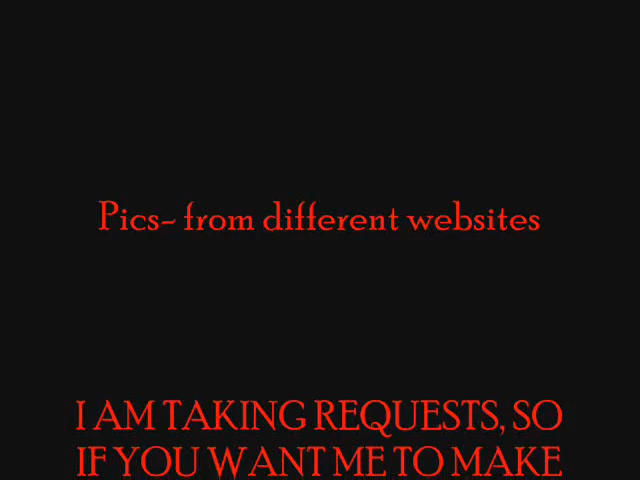 Pics- from different websites
I AM TAKING REQUESTS, SO
IF YOU WANT ME TO MAKE